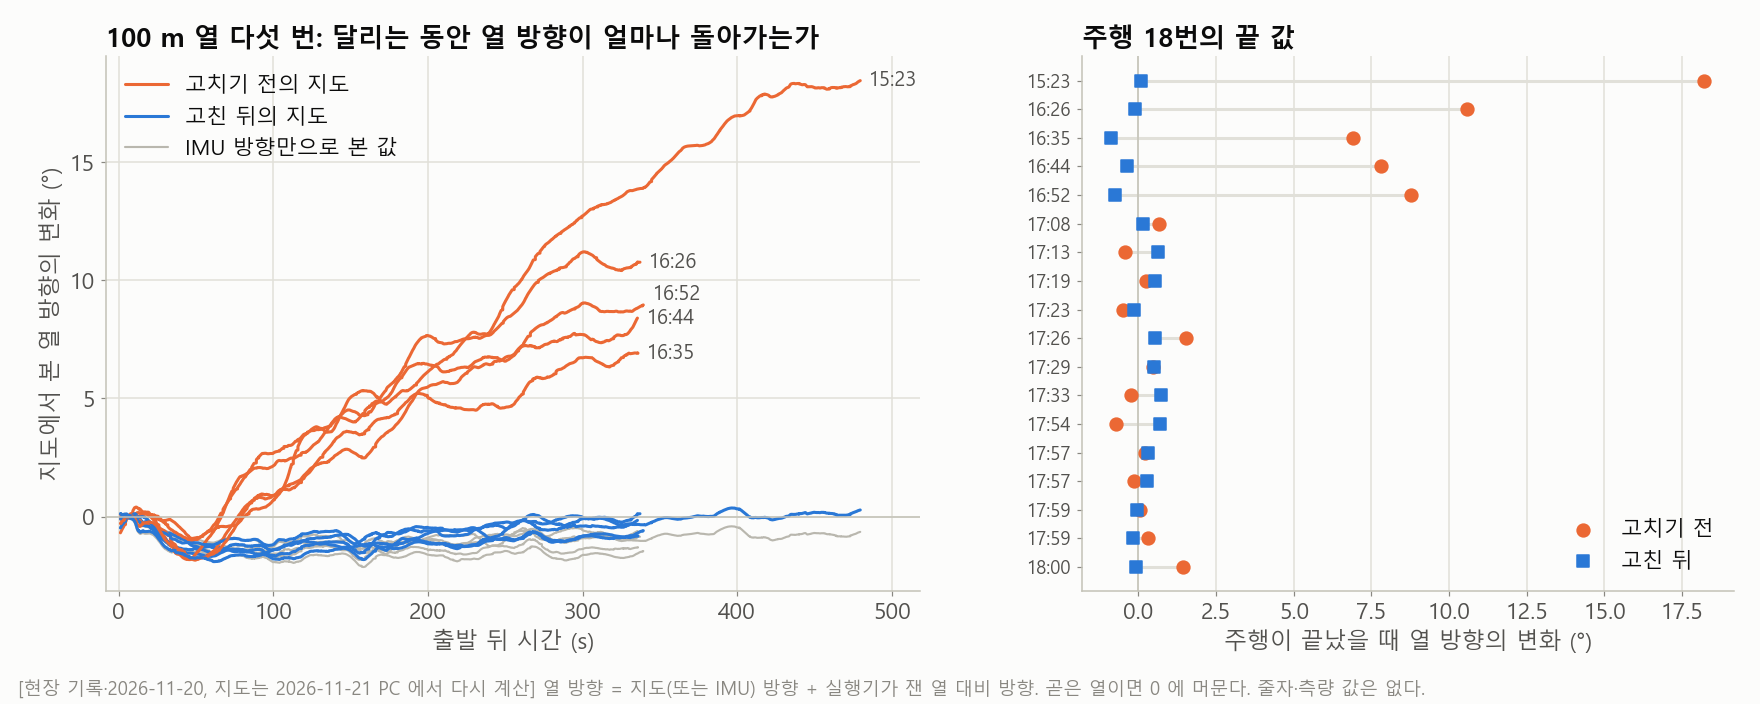 100 m 열 다섯 번: 달리는 동안 열 방향이 얼마나 돌아가는가
고치기 전의 지도
고친 뒤의 지도
IMU 방향만으로 본 값
15:23
16:26
16:52
16:44
16:35
지도에서 본 열 방향의 변화 (°)
15
10
5
0
0 100 200 300 400 500
출발 뒤 시간 (s)
주행 18번의 끝 값
15:23
16:26
16:35
16:44
16:52
17:08
17:13
17:19
17:23
17:26
17:29
17:33
17:54
17:57
17:57
17:59
17:59
18:00
고치기 전
고친 뒤
0.0 2.5 5.0 7.5 10.0 12.5 15.0 17.5
주행이 끝났을 때 열 방향의 변화 (°)
[현장 기록·2026-11-20, 지도는 2026-11-21 PC 에서 다시 계산] 열 방향 = 지도(또는 IMU) 방향 + 실행기가 잰 열 대비 방향. 곧은 열이면 0 에 머문다. 줄자·측량 값은 없다.